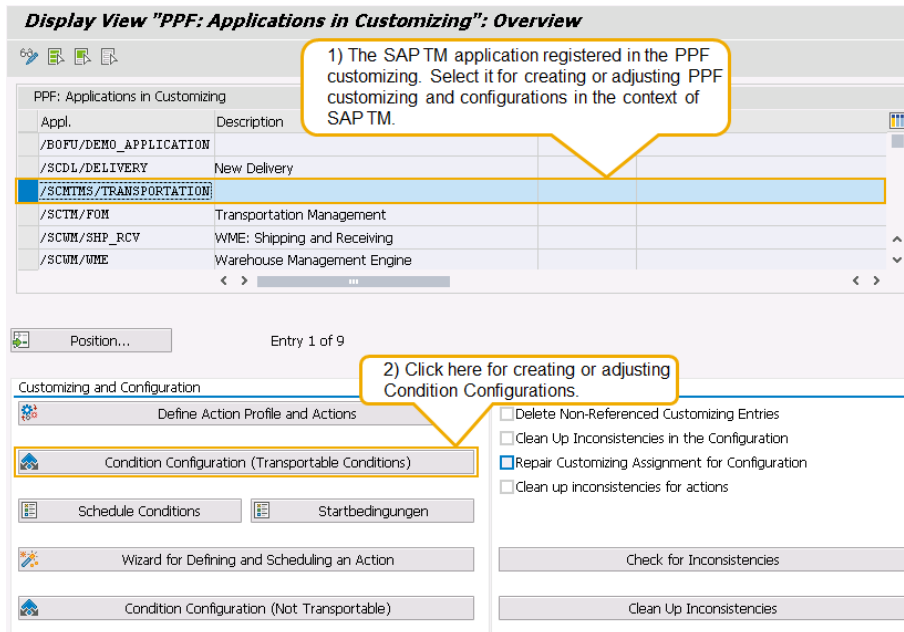 Display View "PPF: Applications in Customizing": Overview
1) The SAP TM application registered in the PPF
customizing. Select it for creating or adjusting PPF
customizing and configurations in the context of
SAP TM.
PPF: Applications in Customizing
Appl. Description
/BOFU/DEMO_APPLICATION
/SCDL/DELIVERY New Delivery
/SCMTMS/TRANSPORTATION
/SCTM/FOM Transportation Management
/SCWM/SHP_RCV WME: Shipping and Receiving
/SCWM/WME Warehouse Management Engine
Position... Entry 1 of 9
2) Click here for creating or adjusting
Condition Configurations.
Customizing and Configuration
Define Action Profile and Actions
Condition Configuration (Transportable Conditions)
Schedule Conditions Startbedingungen
Wizard for Defining and Scheduling an Action
Condition Configuration (Not Transportable)
Delete Non-Referenced Customizing Entries
Clean Up Inconsistencies in the Configuration
Repair Customizing Assignment for Configuration
Clean up inconsistencies for actions
Check for Inconsistencies
Clean Up Inconsistencies